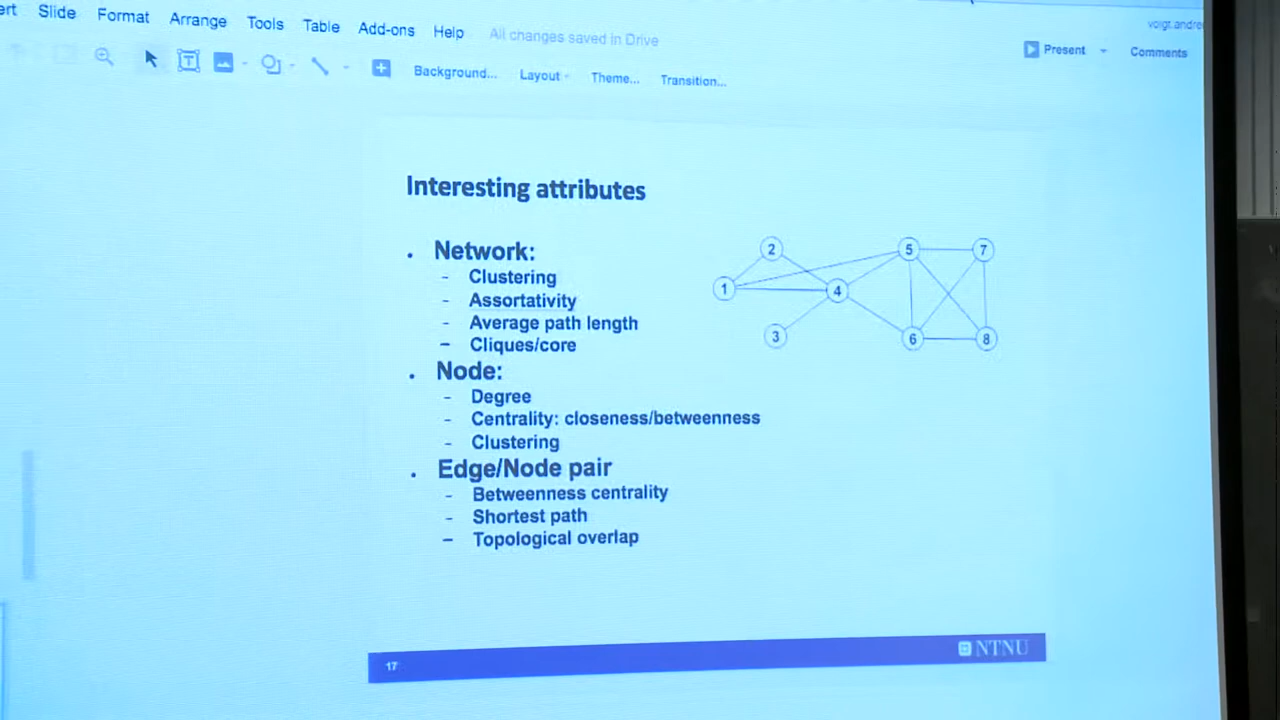 Slide Format Arrange Tools Table Add-ons Help All changes saved in Drive
Present Comments
Background... Layout Theme... Transition...
Interesting attributes
Network:
- Clustering
- Assortativity
- Average path length
- Cliques/core
Node:
- Degree
- Centrality: closeness/betweenness
- Clustering
Edge/Node pair
- Betweenness centrality
- Shortest path
- Topological overlap
2 5 7
1 4
3 6 8
17 NTNU